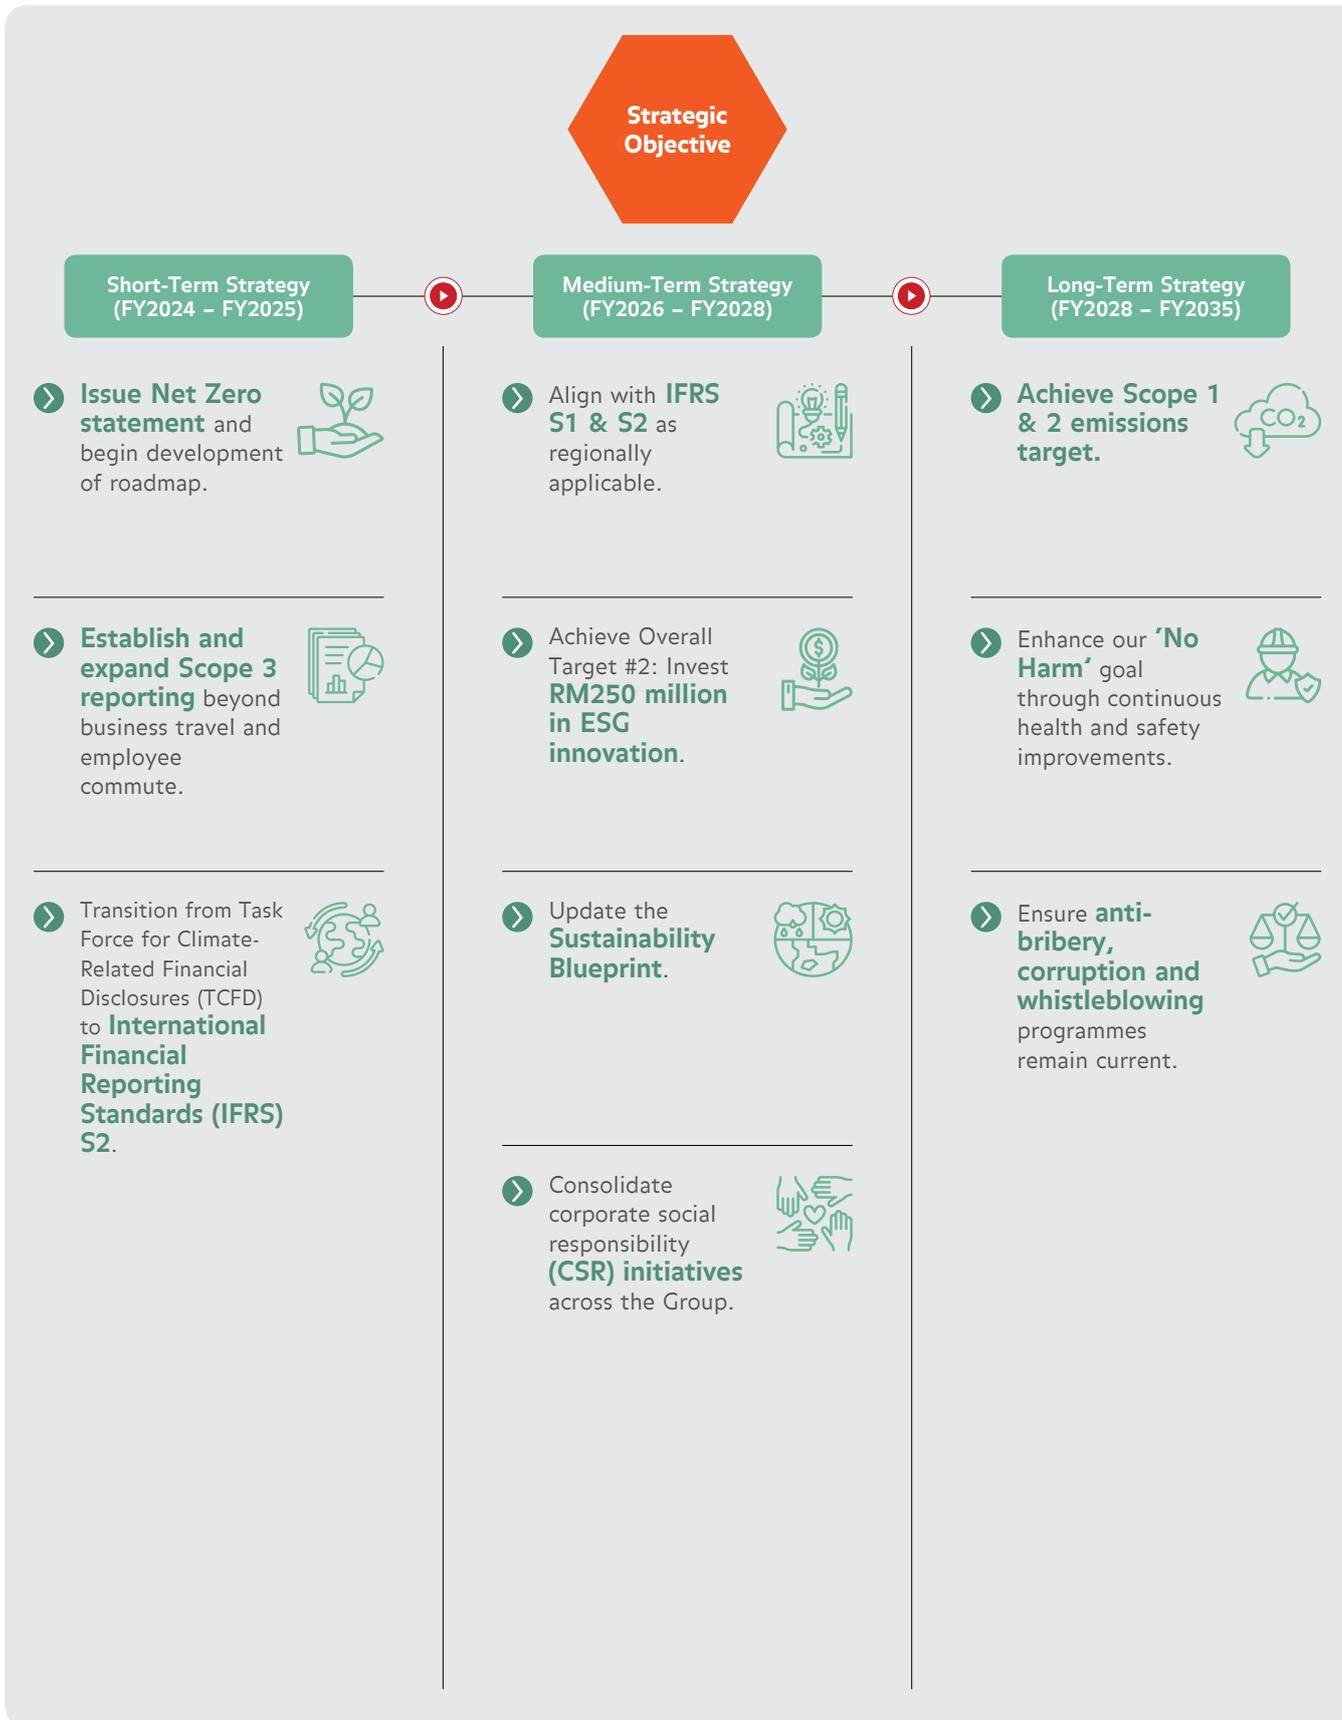 Strategic
Objective
Short-Term Strategy
(FY2024 – FY2025)
Medium-Term Strategy
(FY2026 – FY2028)
Long-Term Strategy
(FY2028 – FY2035)
Issue Net Zero
statement and
begin development
of roadmap.
Establish and
expand Scope 3
reporting beyond
business travel and
employee
commute.
Transition from Task
Force for Climate-
Related Financial
Disclosures (TCFD)
to International
Financial
Reporting
Standards (IFRS)
S2.
Align with IFRS
S1 & S2 as
regionally
applicable.
Achieve Overall
Target #2: Invest
RM250 million
in ESG
innovation.
Update the
Sustainability
Blueprint.
Consolidate
corporate social
responsibility
(CSR) initiatives
across the Group.
Achieve Scope 1
& 2 emissions
target.
CO2
Enhance our ’No
Harm‘ goal
through continuous
health and safety
improvements.
Ensure anti-
bribery,
corruption and
whistleblowing
programmes
remain current.